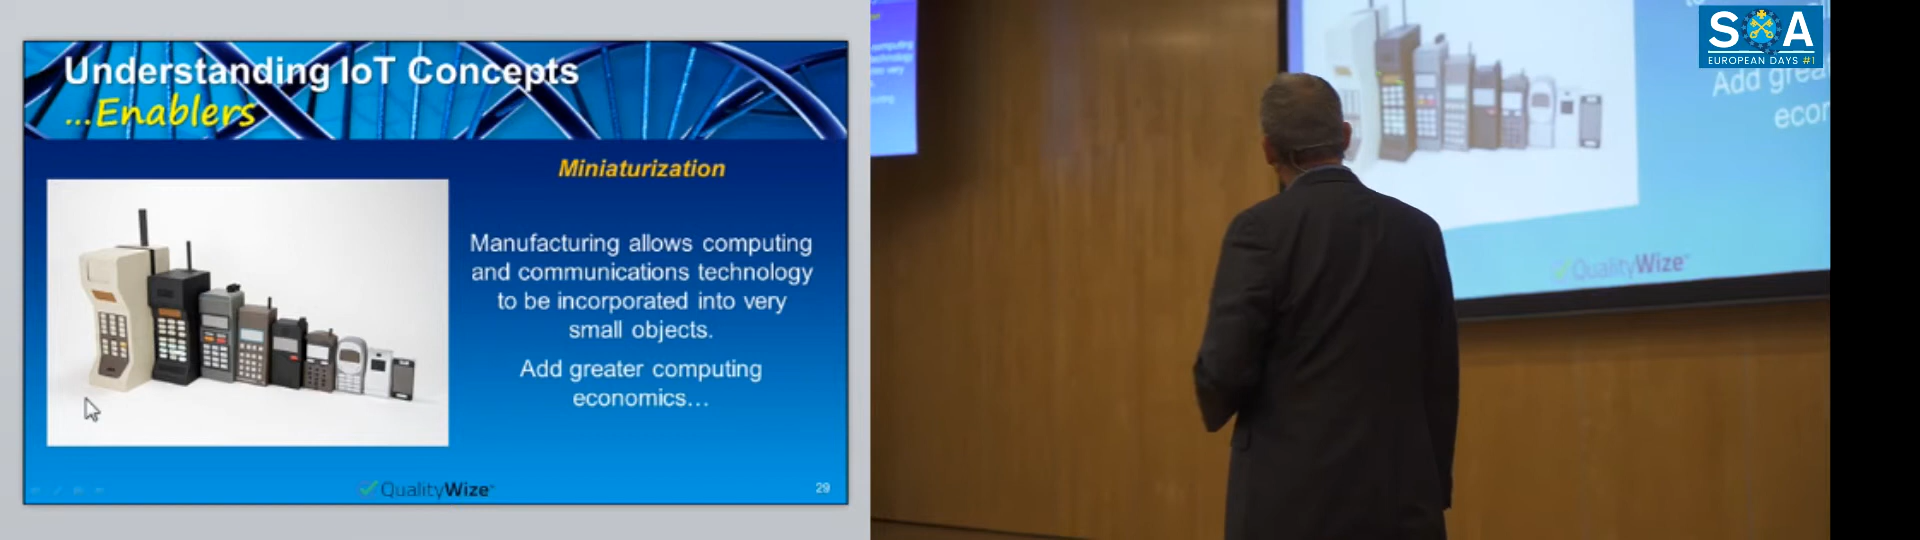 Understanding IoT Concepts
...Enablers
Miniaturization
Manufacturing allows computing
and communications technology
to be incorporated into very
small objects.
Add greater computing
economics...
QualityWize
29
SOA
EUROPEAN DAYS #1
Add grea
econ
QualityWize